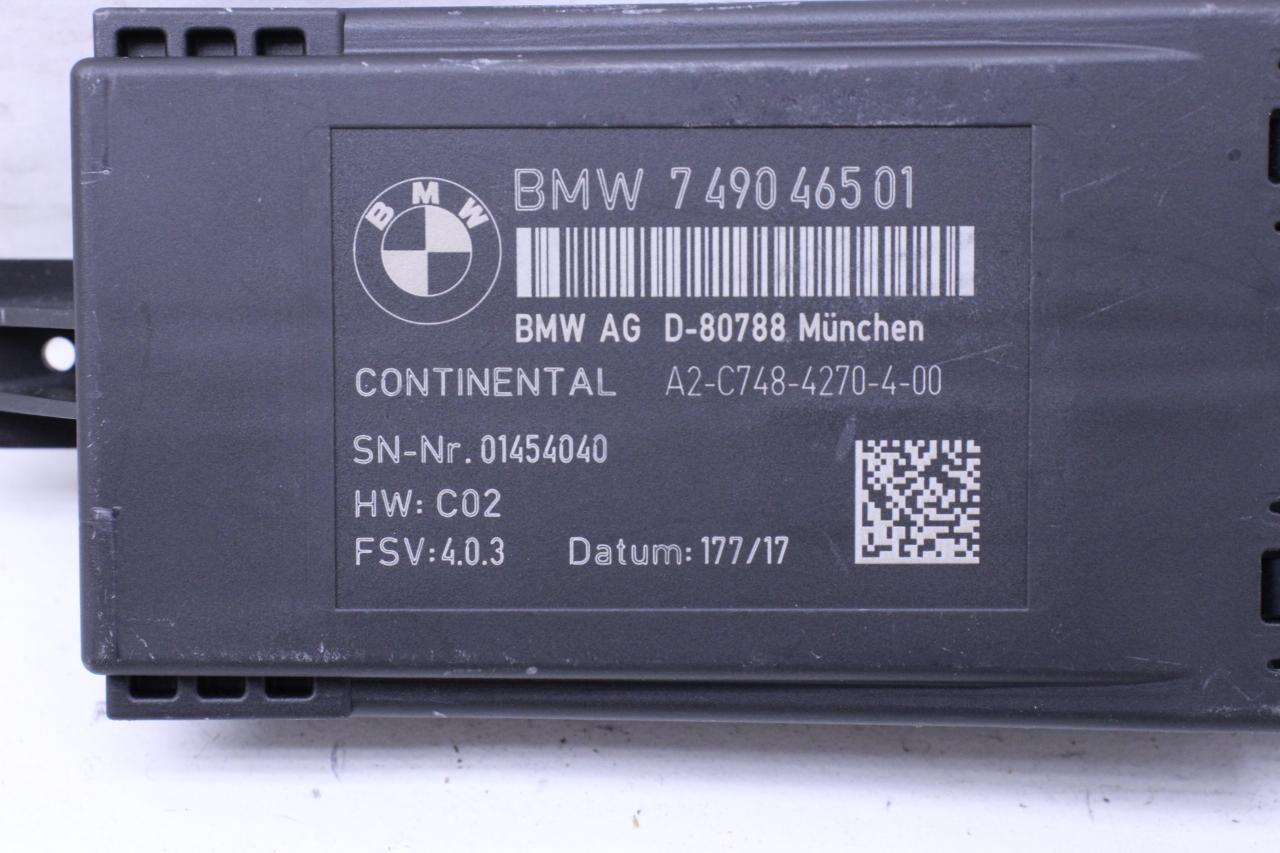 BMW
BMW 7 490 465 01
BMW AG D-80788 München
CONTINENTAL A2-C748-4270-4-00
SN-Nr. 01454040
HW: C02
FSV:4.0.3 Datum: 177/17